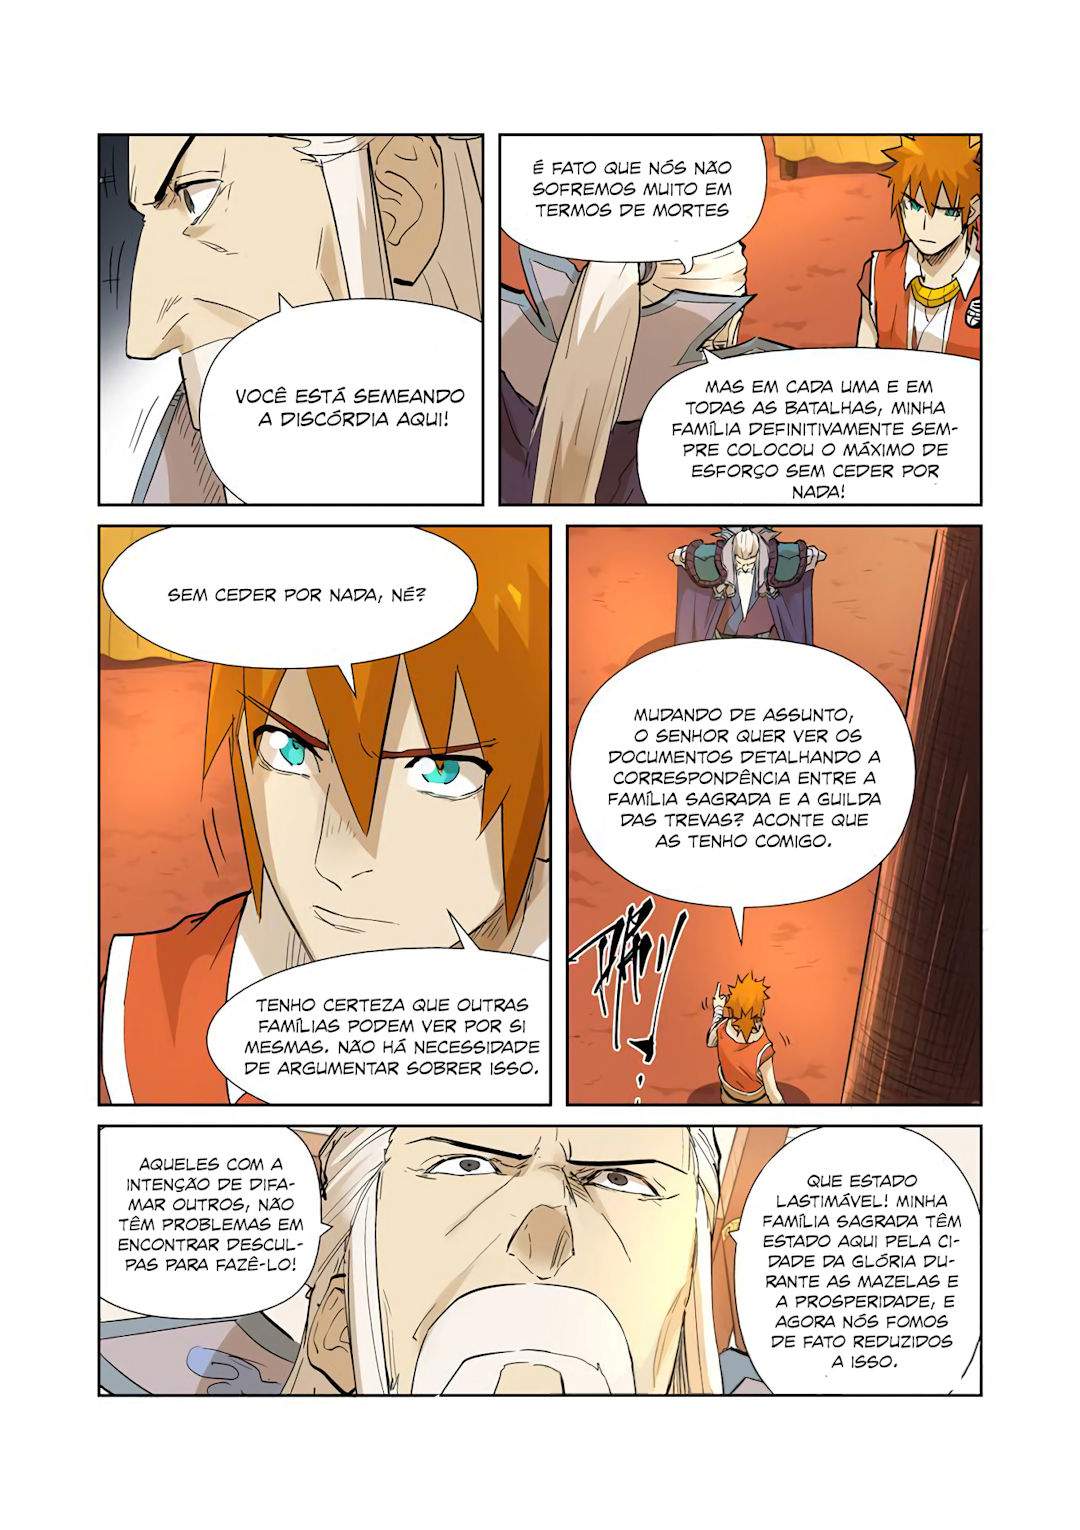 VOCÊ ESTÁ SEMEANDO
A DISCÓRDIA AQUI!
É FATO QUE NÓS NÃO
SOFREMOS MUITO EM
TERMOS DE MORTES
MAS EM CADA UMA E EM
TODAS AS BATALHAS, MINHA
FAMÍLIA DEFINITIVAMENTE SEM-
PRE COLOCOU O MÁXIMO DE
ESFORÇO SEM CEDER POR
NADA!
SEM CEDER POR NADA, NÉ?
TENHO CERTEZA QUE OUTRAS
FAMÍLIAS PODEM VER POR SI
MESMAS. NÃO HÁ NECESSIDADE
DE ARGUMENTAR SOBRER ISSO.
MUDANDO DE ASSUNTO,
O SENHOR QUER VER OS
DOCUMENTOS DETALHANDO A
CORRESPONDÊNCIA ENTRE A
FAMÍLIA SAGRADA E A GUILDA
DAS TREVAS? ACONTE QUE
AS TENHO COMIGO.
AQUELES COM A
INTENÇÃO DE DIFA-
MAR OUTROS, NÃO
TÊM PROBLEMAS EM
ENCONTRAR DESCUL-
PAS PARA FAZÊ-LO!
QUE ESTADO
LASTIMÁVEL! MINHA
FAMÍLIA SAGRADA TÊM
ESTADO AQUI PELA CI-
DADE DA GLÓRIA DU-
RANTE AS MAZELAS E
A PROSPERIDADE, E
AGORA NÓS FOMOS
DE FATO REDUZIDOS
A ISSO.